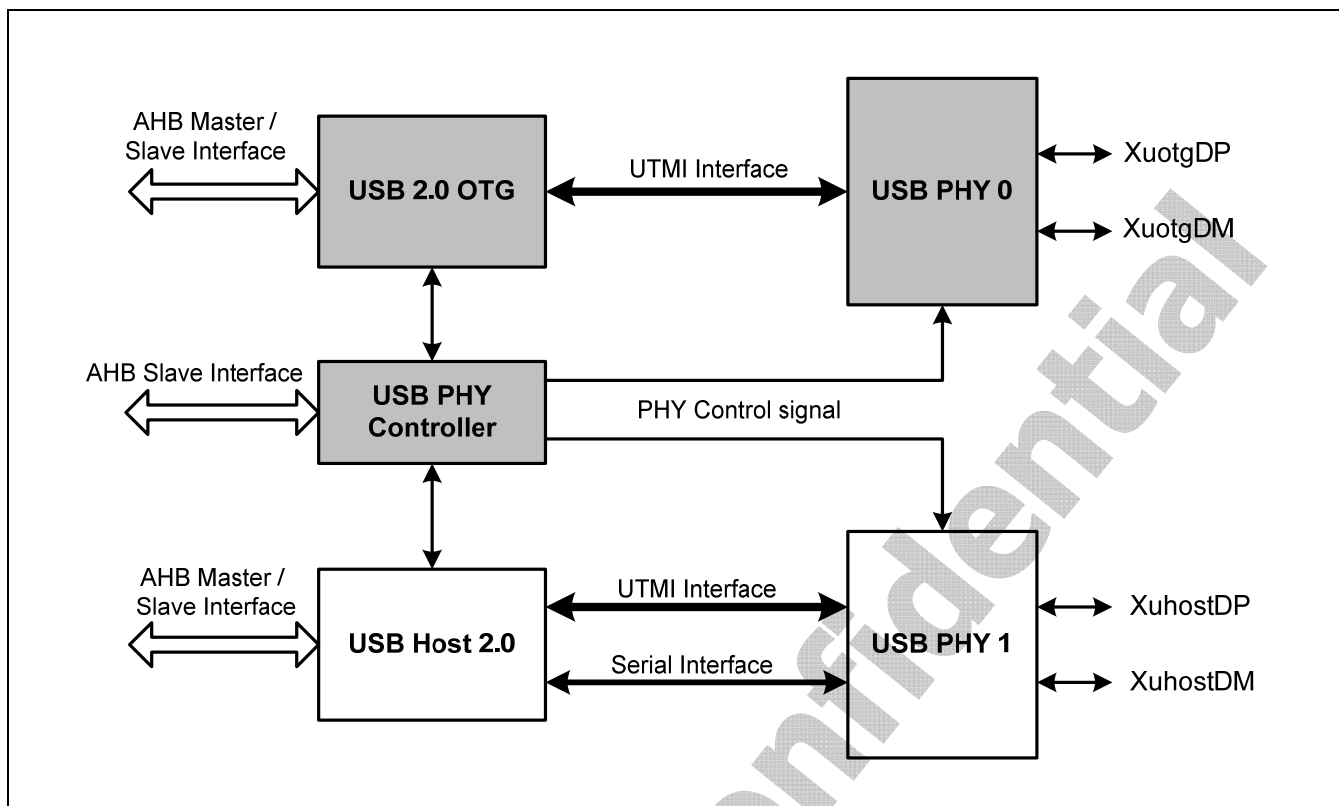 AHB Master /
Slave Interface
USB 2.0 OTG
UTMI Interface
USB PHY 0
XuotgDP
XuotgDM
AHB Slave Interface
USB PHY
Controller
PHY Control signal
AHB Master /
Slave Interface
USB Host 2.0
UTMI Interface
Serial Interface
USB PHY 1
XuhostDP
XuhostDM
nfidential